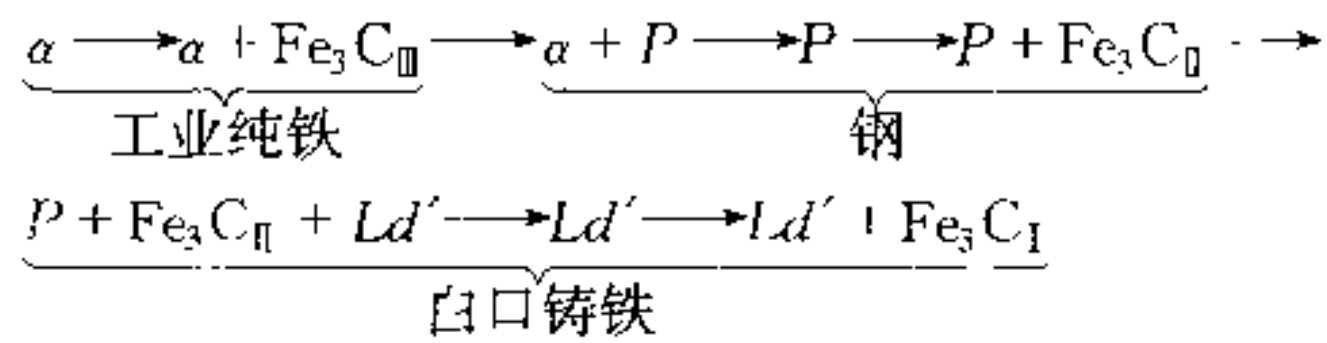 α ⟶ α + Fe₃C_Ⅲ ⟶ α + P ⟶ P ⟶ P + Fe₃C_Ⅱ ⟶
工业纯铁 钢
P + Fe₃C_Ⅱ + Ld′ ⟶ Ld′ ⟶ Ld′ + Fe₃C_Ⅰ
白口铸铁